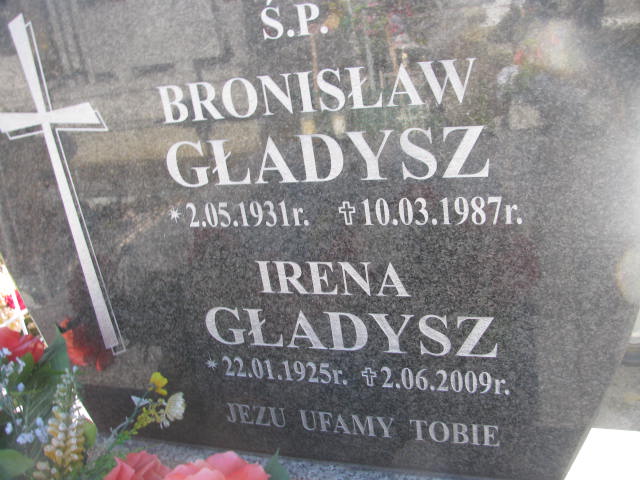 Ś.P.
BRONISŁAW
GŁADYSZ
* 2.05.1931r. ✝ 10.03.1987r.
IRENA
GŁADYSZ
* 22.01.1925r. ✝ 2.06.2009r.
JEZU UFAMY TOBIE